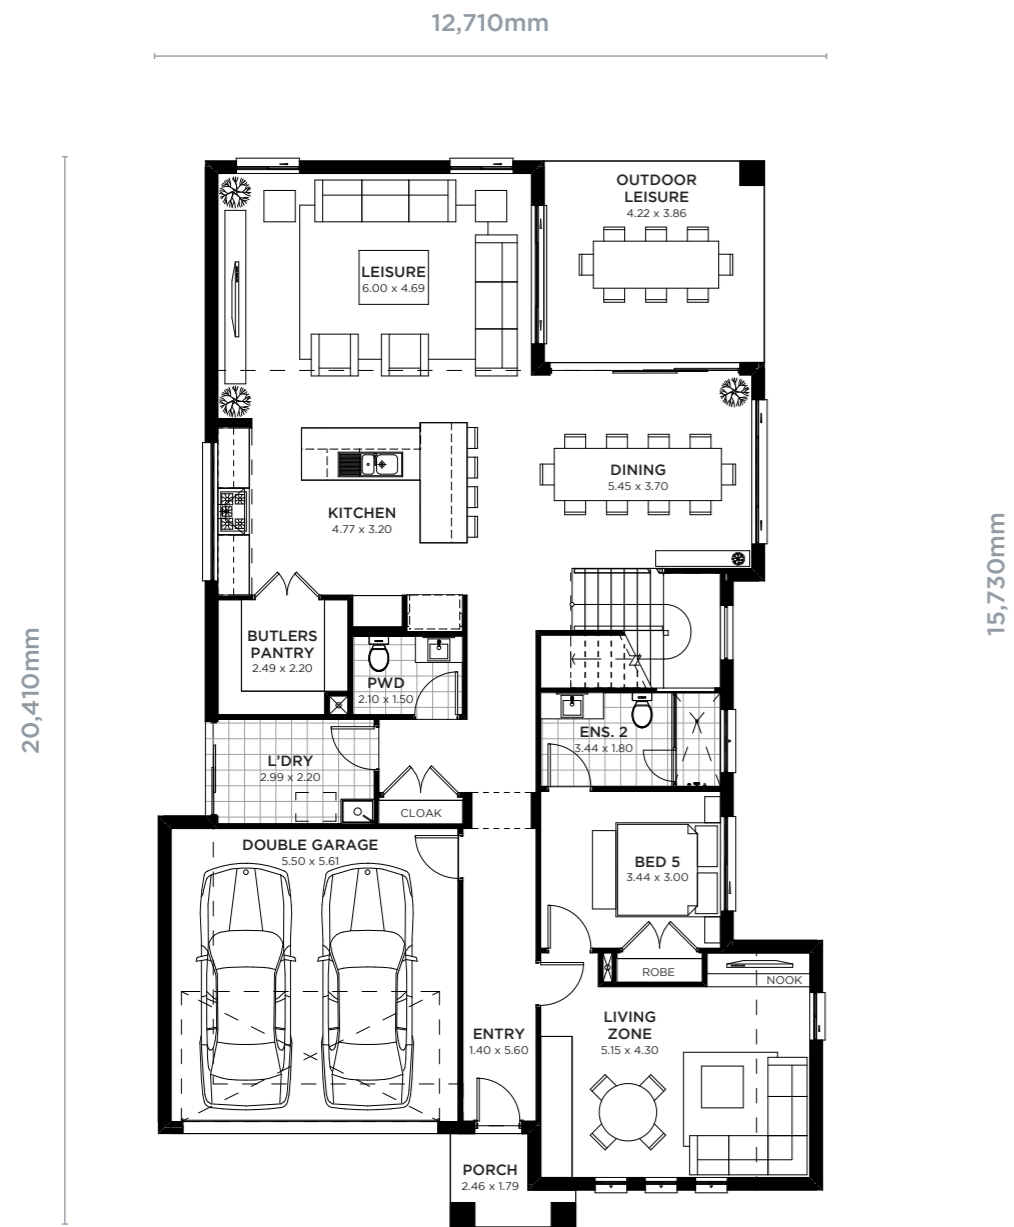 12,710mm
OUTDOOR
LEISURE
4.22 x 3.86
LEISURE
6.00 x 4.69
DINING
5.45 x 3.70
KITCHEN
4.77 x 3.20
15,730mm
20,410mm
BUTLERS
PANTRY
2.49 x 2.20
PWD
2.10 x 1.50
ENS. 2
3.44 x 1.80
L'DRY
2.99 x 2.20
CLOAK
DOUBLE GARAGE
5.50 x 5.61
BED 5
3.44 x 3.00
ROBE
NOOK
LIVING
ZONE
5.15 x 4.30
ENTRY
1.40 x 5.60
PORCH
2.46 x 1.79